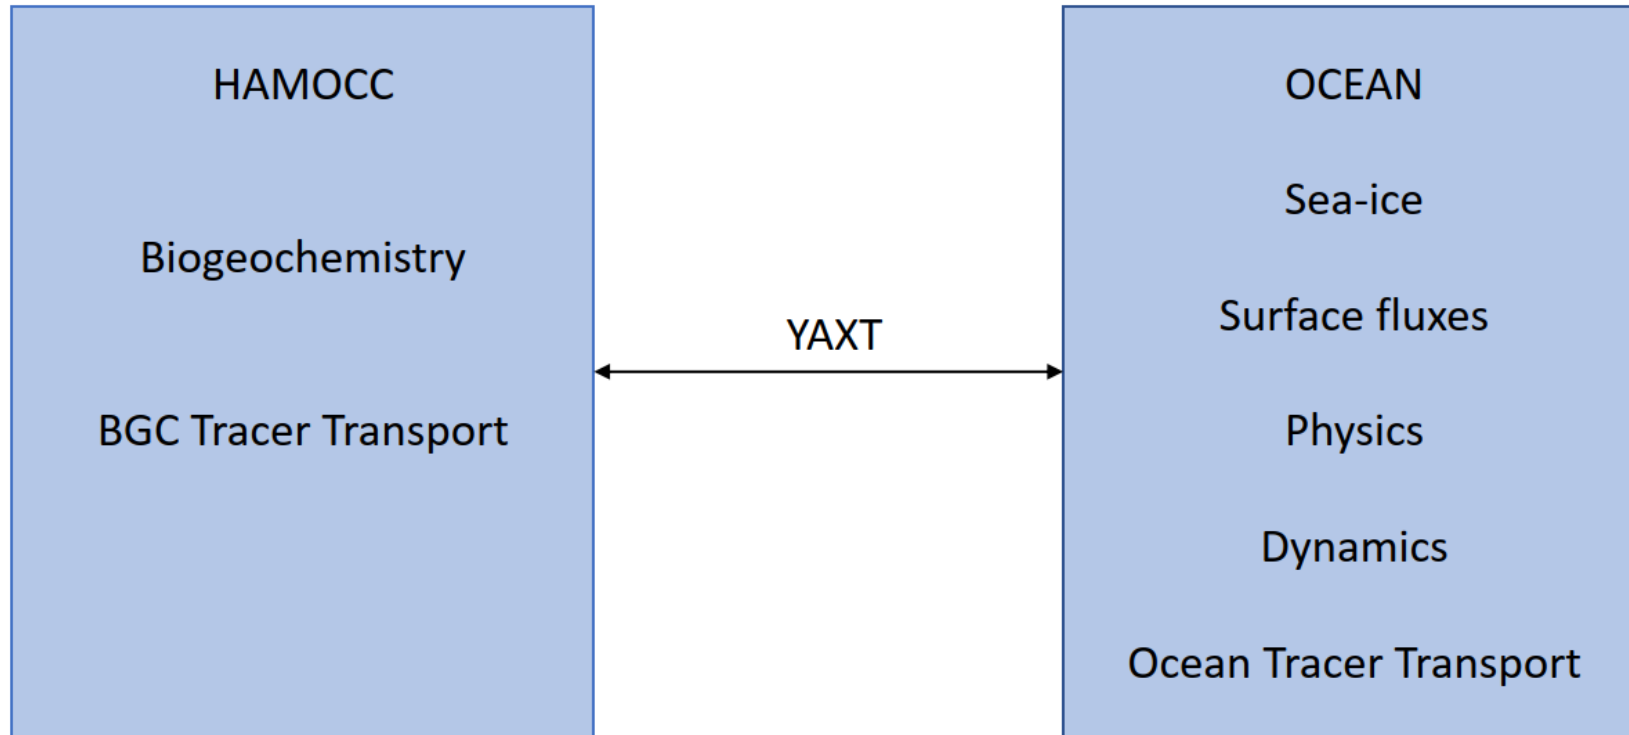 HAMOCC
Biogeochemistry
BGC Tracer Transport
YAXT
OCEAN
Sea-ice
Surface fluxes
Physics
Dynamics
Ocean Tracer Transport